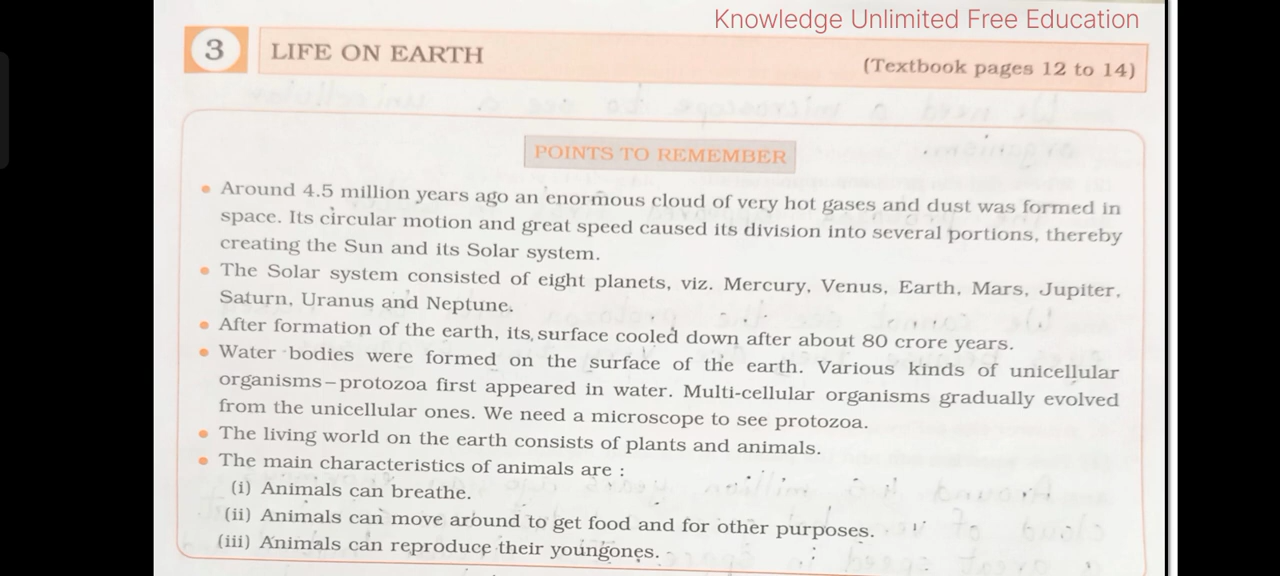 Knowledge Unlimited Free Education
3 LIFE ON EARTH (Textbook pages 12 to 14)
POINTS TO REMEMBER
• Around 4.5 million years ago an enormous cloud of very hot gases and dust was formed in
space. Its circular motion and great speed caused its division into several portions, thereby
creating the Sun and its Solar system.
• The Solar system consisted of eight planets, viz. Mercury, Venus, Earth, Mars, Jupiter,
Saturn, Uranus and Neptune.
• After formation of the earth, its surface cooled down after about 80 crore years.
• Water bodies were formed on the surface of the earth. Various kinds of unicellular
organisms – protozoa first appeared in water. Multi-cellular organisms gradually evolved
from the unicellular ones. We need a microscope to see protozoa.
• The living world on the earth consists of plants and animals.
• The main characteristics of animals are :
(i) Animals can breathe.
(ii) Animals can move around to get food and for other purposes.
(iii) Animals can reproduce their youngones.